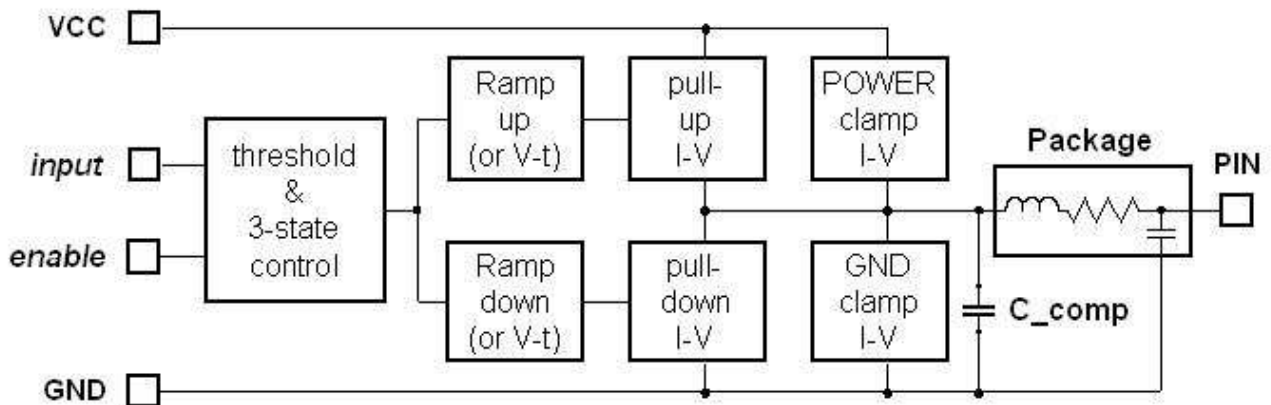 VCC
input
enable
GND
threshold
&
3-state
control
Ramp
up
(or V-t)
Ramp
down
(or V-t)
pull-
up
I-V
pull-
down
I-V
POWER
clamp
I-V
GND
clamp
I-V
C_comp
Package
PIN